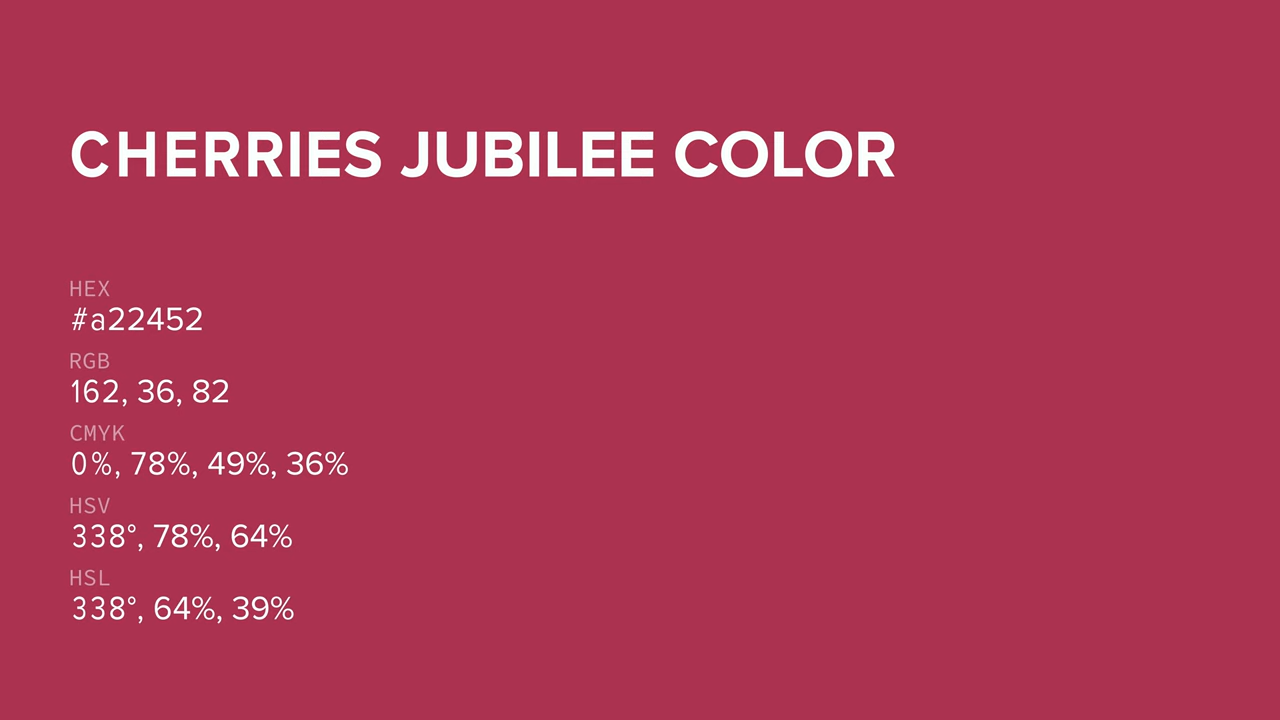 CHERRIES JUBILEE COLOR
HEX
#a22452
RGB
162, 36, 82
CMYK
0%, 78%, 49%, 36%
HSV
338°, 78%, 64%
HSL
338°, 64%, 39%